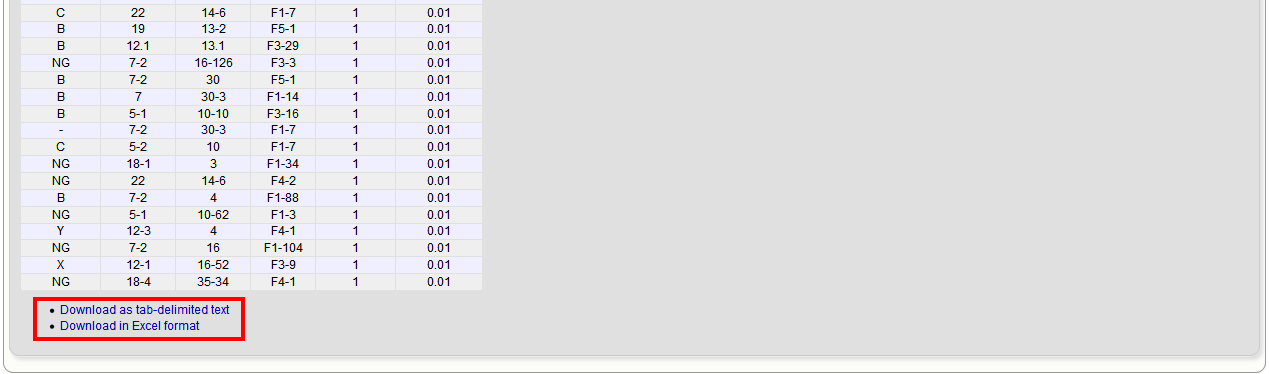 C 22 14-6 F1-7 1 0.01
B 19 13-2 F5-1 1 0.01
B 12.1 13.1 F3-29 1 0.01
NG 7-2 16-126 F3-3 1 0.01
B 7-2 30 F5-1 1 0.01
B 7 30-3 F1-14 1 0.01
B 5-1 10-10 F3-16 1 0.01
- 7-2 30-3 F1-7 1 0.01
C 5-2 10 F1-7 1 0.01
NG 18-1 3 F1-34 1 0.01
NG 22 14-6 F4-2 1 0.01
B 7-2 4 F1-88 1 0.01
NG 5-1 10-62 F1-3 1 0.01
Y 12-3 4 F4-1 1 0.01
NG 7-2 16 F1-104 1 0.01
X 12-1 16-52 F3-9 1 0.01
NG 18-4 35-34 F4-1 1 0.01
• Download as tab-delimited text
• Download in Excel format